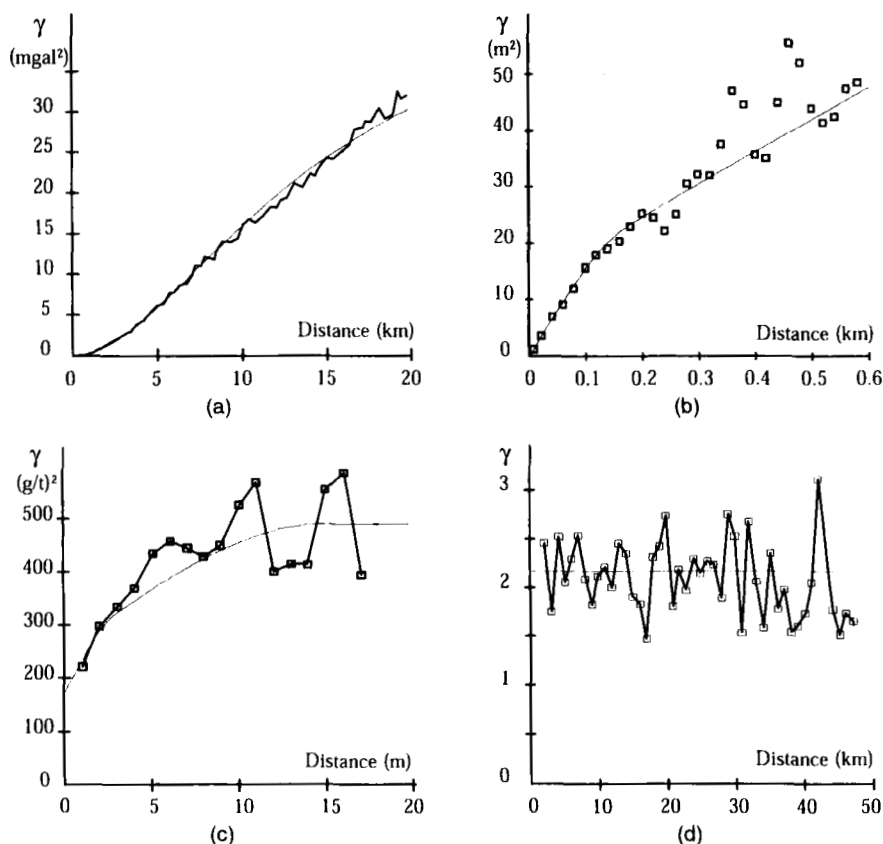 γ
(mgal²)
30
25
20
15
10
5
0
Distance (km)
0 5 10 15 20
(a)
γ
(m²)
50
40
30
20
10
0
Distance (km)
0 0.1 0.2 0.3 0.4 0.5 0.6
(b)
γ
(g/t)²
500
400
300
200
100
0
Distance (m)
0 5 10 15 20
(c)
γ
3
2
1
0
Distance (km)
0 10 20 30 40 50
(d)